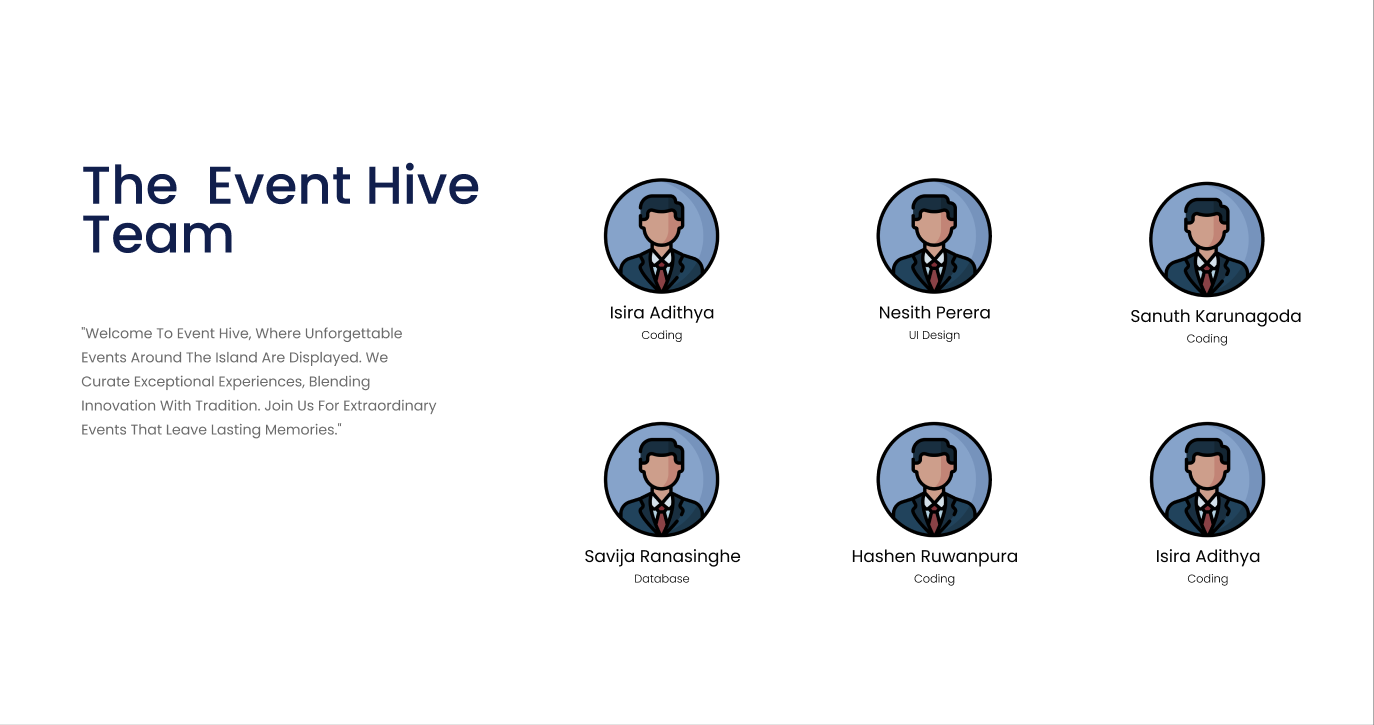 The  Event Hive
Team
"Welcome To Event Hive, Where Unforgettable
Events Around The Island Are Displayed. We
Curate Exceptional Experiences, Blending
Innovation With Tradition. Join Us For Extraordinary
Events That Leave Lasting Memories."
Isira Adithya
Coding
Nesith Perera
UI Design
Sanuth Karunagoda
Coding
Savija Ranasinghe
Database
Hashen Ruwanpura
Coding
Isira Adithya
Coding